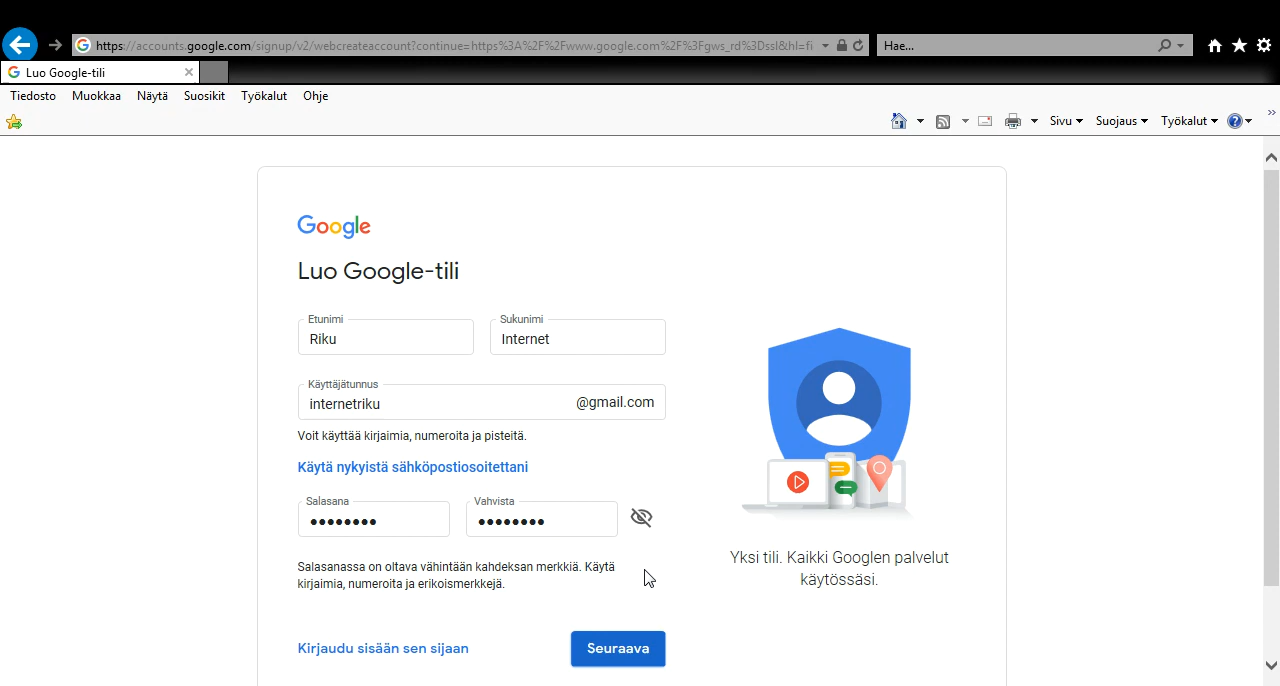 https://accounts.google.com/signup/v2/webcreateaccount?continue=https%3A%2F%2Fwww.google.com%2F%3Fgws_rd%3Dssl&hl=fi
Hae...
Luo Google-tili
Tiedosto Muokkaa Näytä Suosikit Työkalut Ohje
Sivu Suojaus Työkalut
Google
Luo Google-tili
Etunimi Sukunimi
Riku Internet
Käyttäjätunnus
internetriku @gmail.com
Voit käyttää kirjaimia, numeroita ja pisteitä.
Käytä nykyistä sähköpostiosoitettani
Salasana Vahvista
●●●●●●●● ●●●●●●●●
Salasanassa on oltava vähintään kahdeksan merkkiä. Käytä
kirjaimia, numeroita ja erikoismerkkejä.
Kirjaudu sisään sen sijaan Seuraava
Yksi tili. Kaikki Googlen palvelut
käytössäsi.